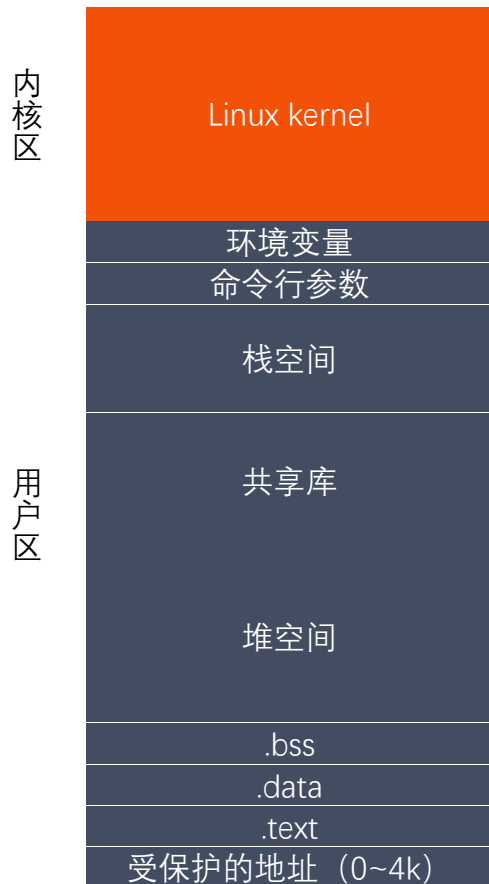 内核区
Linux kernel
环境变量
命令行参数
栈空间
用户区
共享库
堆空间
.bss
.data
.text
受保护的地址（0~4k）